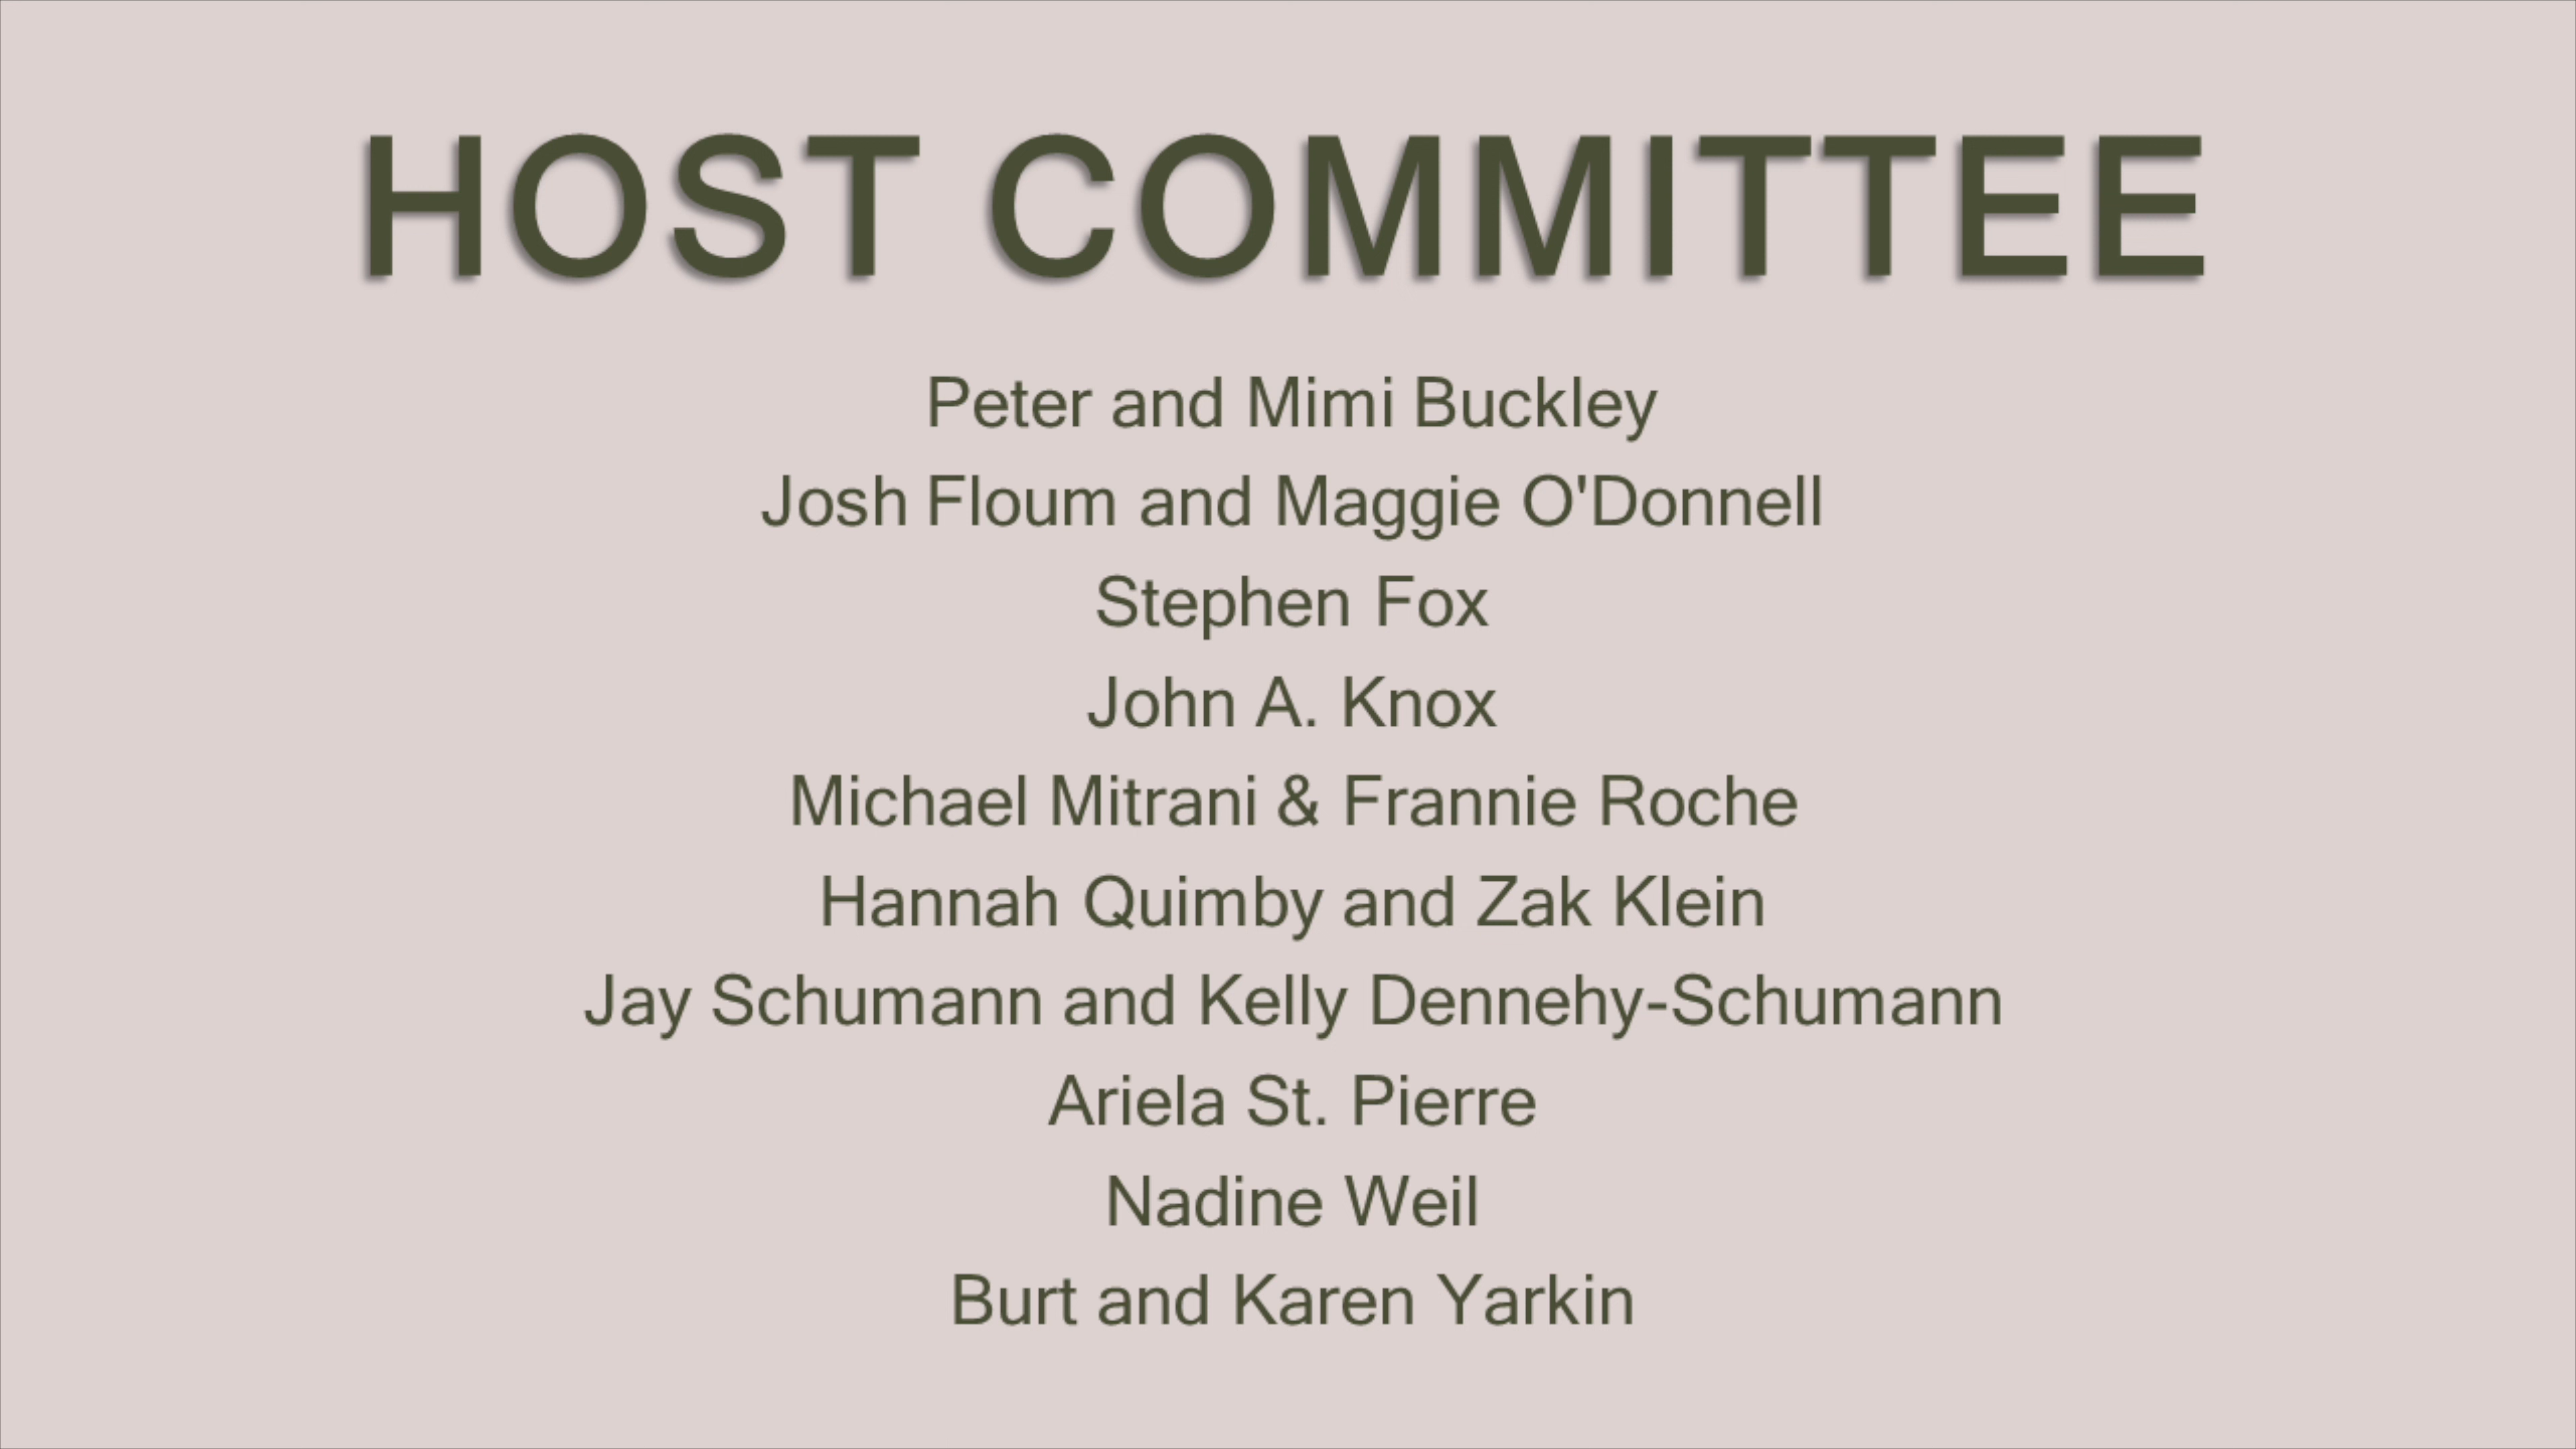 HOST COMMITTEE
Peter and Mimi Buckley
Josh Floum and Maggie O'Donnell
Stephen Fox
John A. Knox
Michael Mitrani & Frannie Roche
Hannah Quimby and Zak Klein
Jay Schumann and Kelly Dennehy-Schumann
Ariela St. Pierre
Nadine Weil
Burt and Karen Yarkin